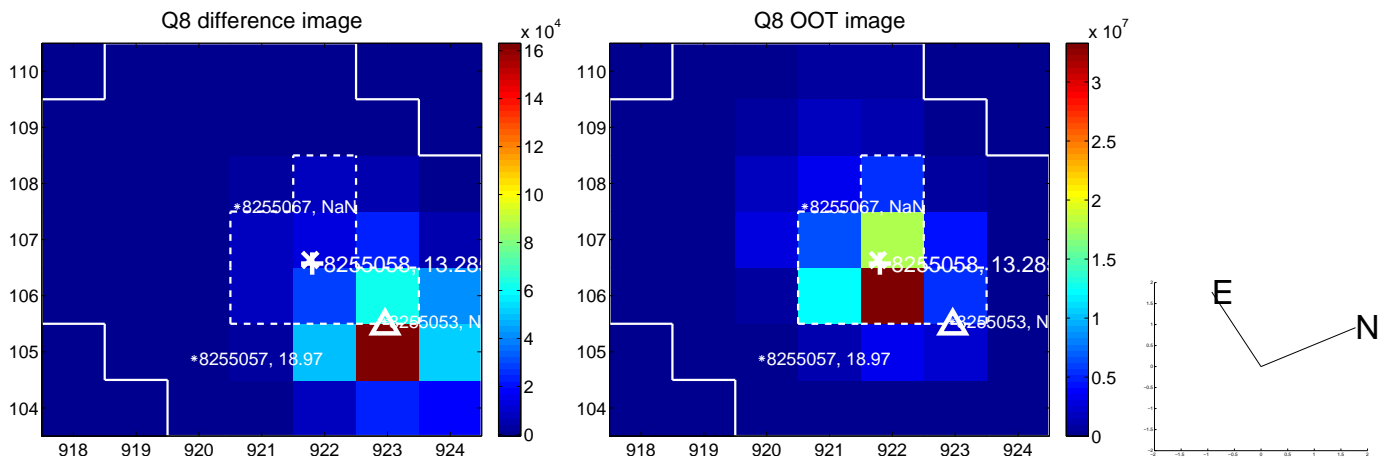 Q8 difference image
x 10^4
110
109
108
107
106
105
104
918 919 920 921 922 923 924
*8255067, NaN
8255058, 13.28
8255053, N
*8255057, 18.97
16
14
12
10
8
6
4
2
0
Q8 OOT image
x 10^7
110
109
108
107
106
105
104
918 919 920 921 922 923 924
*8255067, NaN
8255058, 13.28
8255053, N
*8255057, 18.97
3
2.5
2
1.5
1
0.5
0
E
N